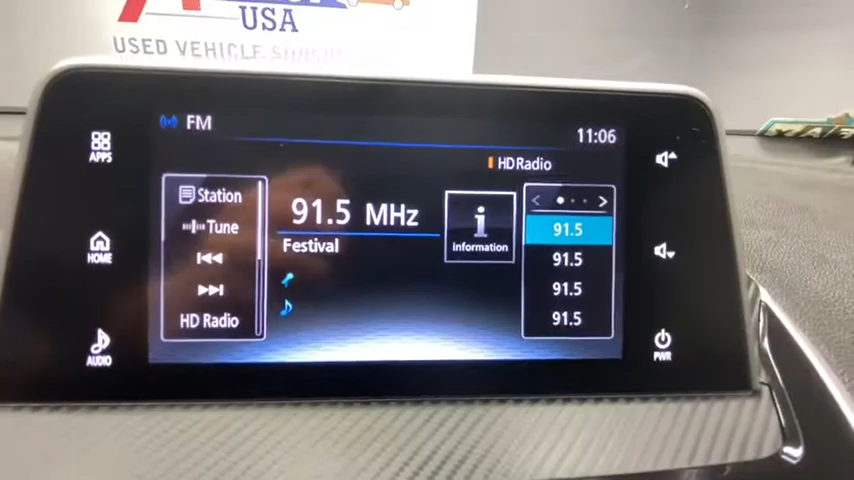 USA
USED VEHICLE
FM
11:06
HD Radio
APPS
HOME
AUDIO
Station
Tune
HD Radio
91.5 MHz
Festival
i
Information
91.5
91.5
91.5
91.5
PWR